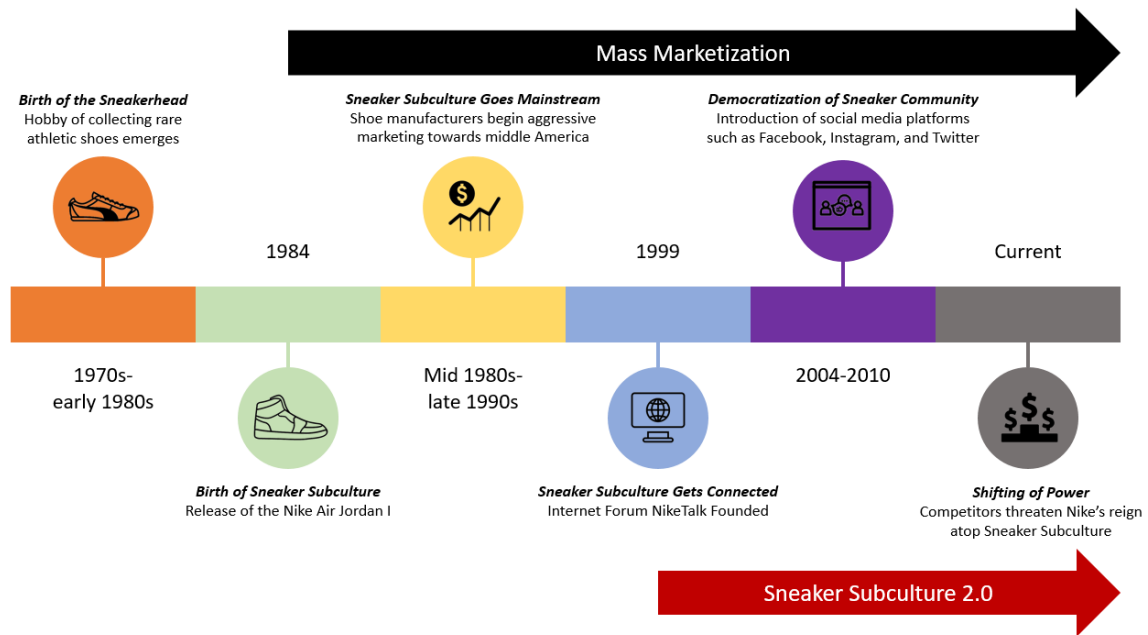 Mass Marketization
Birth of the Sneakerhead
Hobby of collecting rare
athletic shoes emerges
Sneaker Subculture Goes Mainstream
Shoe manufacturers begin aggressive
marketing towards middle America
Democratization of Sneaker Community
Introduction of social media platforms
such as Facebook, Instagram, and Twitter
1984
1999
Current
1970s-
early 1980s
Mid 1980s-
late 1990s
2004-2010
Birth of Sneaker Subculture
Release of the Nike Air Jordan I
Sneaker Subculture Gets Connected
Internet Forum NikeTalk Founded
Shifting of Power
Competitors threaten Nike’s reign
atop Sneaker Subculture
Sneaker Subculture 2.0